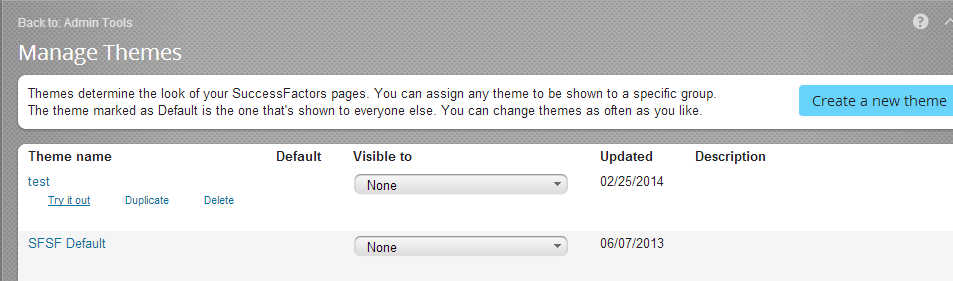 Back to: Admin Tools
?
Manage Themes
Themes determine the look of your SuccessFactors pages. You can assign any theme to be shown to a specific group.
The theme marked as Default is the one that's shown to everyone else. You can change themes as often as you like.
Create a new theme
Theme name Default Visible to Updated Description
test None 02/25/2014
Try it out Duplicate Delete
SFSF Default None 06/07/2013